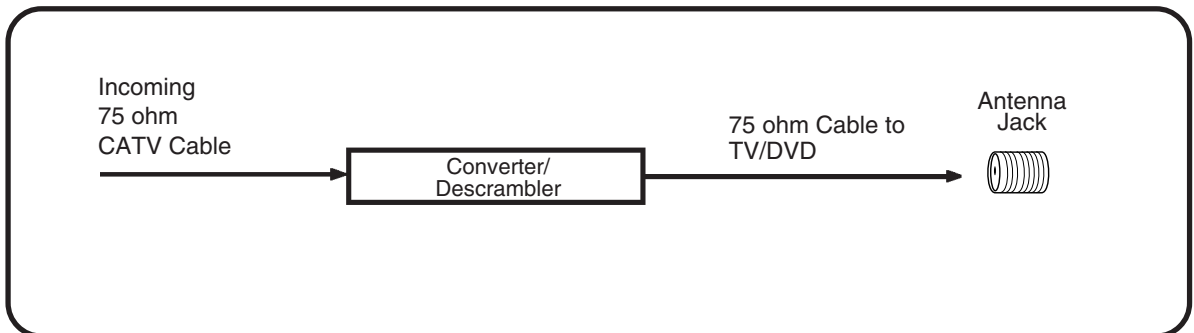 Incoming
75 ohm
CATV Cable
Converter/
Descrambler
75 ohm Cable to
TV/DVD
Antenna
Jack